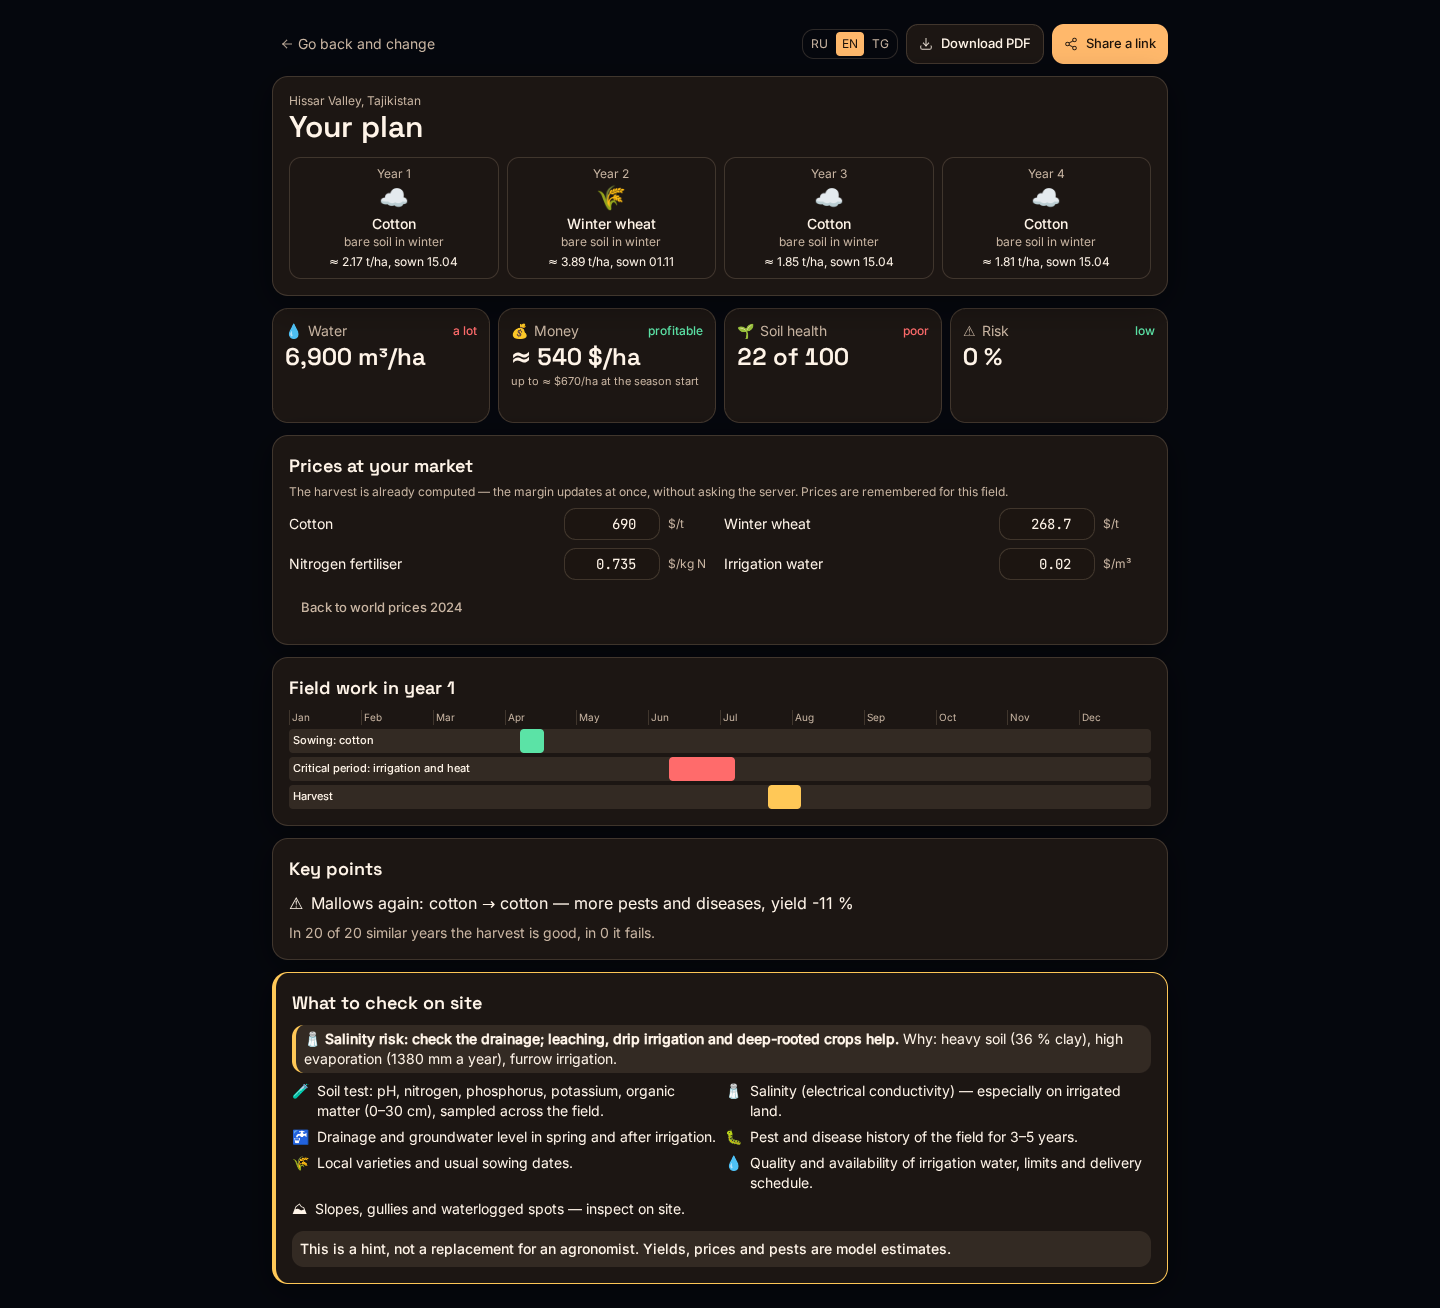 ← Go back and change
RU EN TG
Download PDF
Share a link
Hissar Valley, Tajikistan
Your plan
Year 1
Cotton
bare soil in winter
≈ 2.17 t/ha, sown 15.04
Year 2
Winter wheat
bare soil in winter
≈ 3.89 t/ha, sown 01.11
Year 3
Cotton
bare soil in winter
≈ 1.85 t/ha, sown 15.04
Year 4
Cotton
bare soil in winter
≈ 1.81 t/ha, sown 15.04
💧 Water a lot
6,900 m³/ha
💰 Money profitable
≈ 540 $/ha
up to ≈ $670/ha at the season start
🌱 Soil health poor
22 of 100
⚠ Risk low
0 %
Prices at your market
The harvest is already computed — the margin updates at once, without asking the server. Prices are remembered for this field.
Cotton 690 $/t Winter wheat 268.7 $/t
Nitrogen fertiliser 0.735 $/kg N Irrigation water 0.02 $/m³
Back to world prices 2024
Field work in year 1
Jan Feb Mar Apr May Jun Jul Aug Sep Oct Nov Dec
Sowing: cotton
Critical period: irrigation and heat
Harvest
Key points
⚠ Mallows again: cotton → cotton — more pests and diseases, yield -11 %
In 20 of 20 similar years the harvest is good, in 0 it fails.
What to check on site
🧂 Salinity risk: check the drainage; leaching, drip irrigation and deep-rooted crops help. Why: heavy soil (36 % clay), high
evaporation (1380 mm a year), furrow irrigation.
🧪 Soil test: pH, nitrogen, phosphorus, potassium, organic
matter (0–30 cm), sampled across the field.
🧂 Salinity (electrical conductivity) — especially on irrigated
land.
🚰 Drainage and groundwater level in spring and after irrigation.
🐛 Pest and disease history of the field for 3–5 years.
🌾 Local varieties and usual sowing dates.
💧 Quality and availability of irrigation water, limits and delivery
schedule.
⛰ Slopes, gullies and waterlogged spots — inspect on site.
This is a hint, not a replacement for an agronomist. Yields, prices and pests are model estimates.